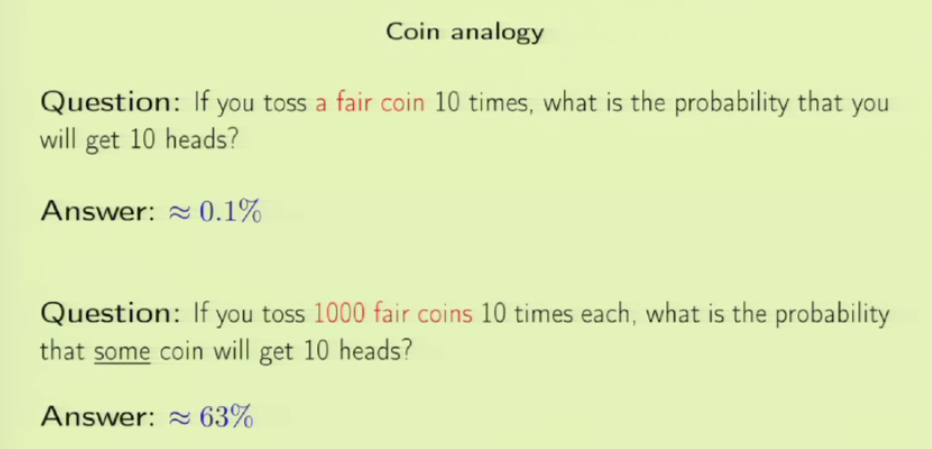 Coin analogy
Question: If you toss a fair coin 10 times, what is the probability that you
will get 10 heads?
Answer: ≈ 0.1%
Question: If you toss 1000 fair coins 10 times each, what is the probability
that some coin will get 10 heads?
Answer: ≈ 63%